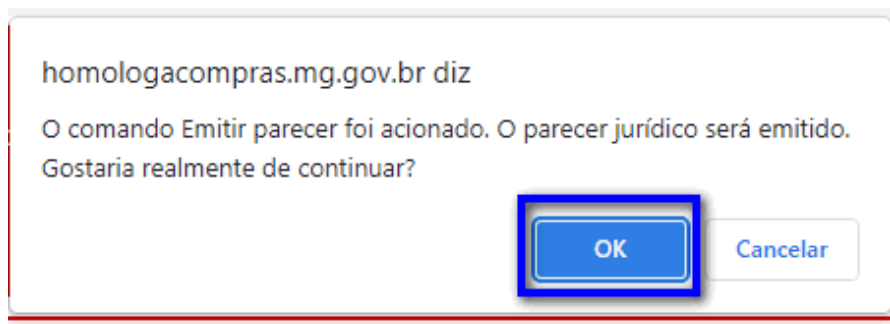 homologacompras.mg.gov.br diz
O comando Emitir parecer foi acionado. O parecer jurídico será emitido.
Gostaria realmente de continuar?
OK Cancelar